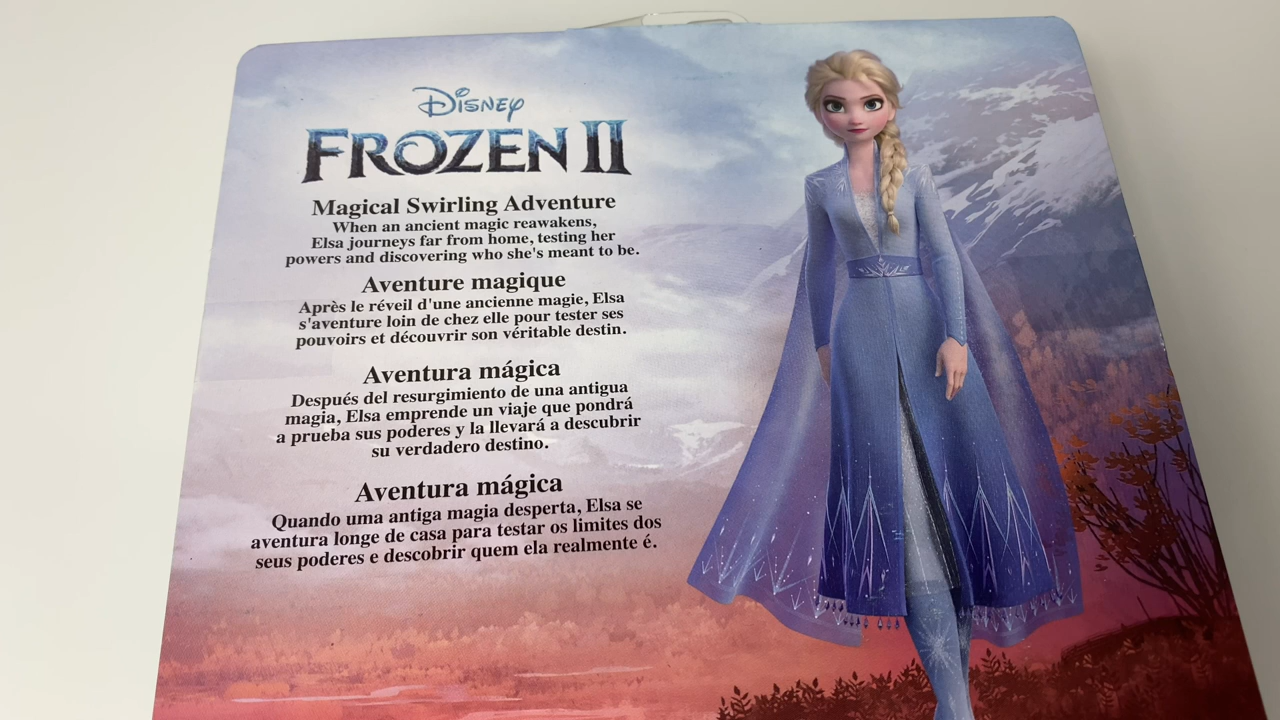 Disney
FROZEN II
Magical Swirling Adventure
When an ancient magic reawakens,
Elsa journeys far from home, testing her
powers and discovering who she's meant to be.
Aventure magique
Après le réveil d'une ancienne magie, Elsa
s'aventure loin de chez elle pour tester ses
pouvoirs et découvrir son véritable destin.
Aventura mágica
Después del resurgimiento de una antigua
magia, Elsa emprende un viaje que pondrá
a prueba sus poderes y la llevará a descubrir
su verdadero destino.
Aventura mágica
Quando uma antiga magia desperta, Elsa se
aventura longe de casa para testar os limites dos
seus poderes e descobrir quem ela realmente é.